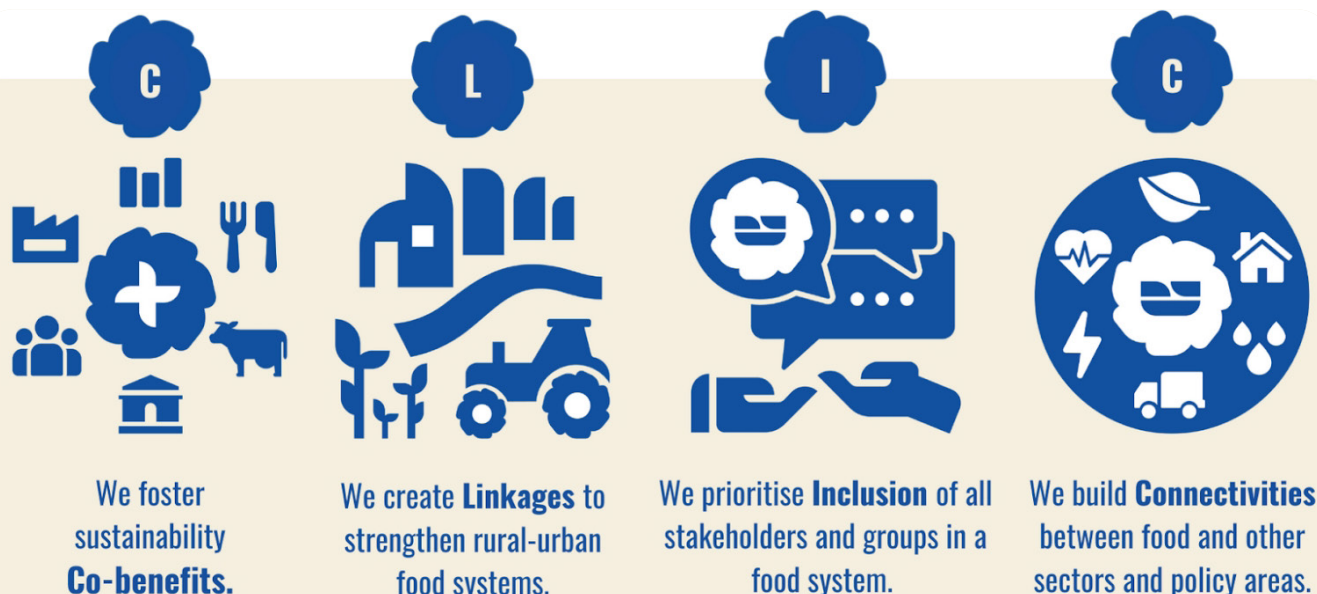 C
L
I
C
We foster
sustainability
Co-benefits.
We create Linkages to
strengthen rural-urban
food systems.
We prioritise Inclusion of all
stakeholders and groups in a
food system.
We build Connectivities
between food and other
sectors and policy areas.